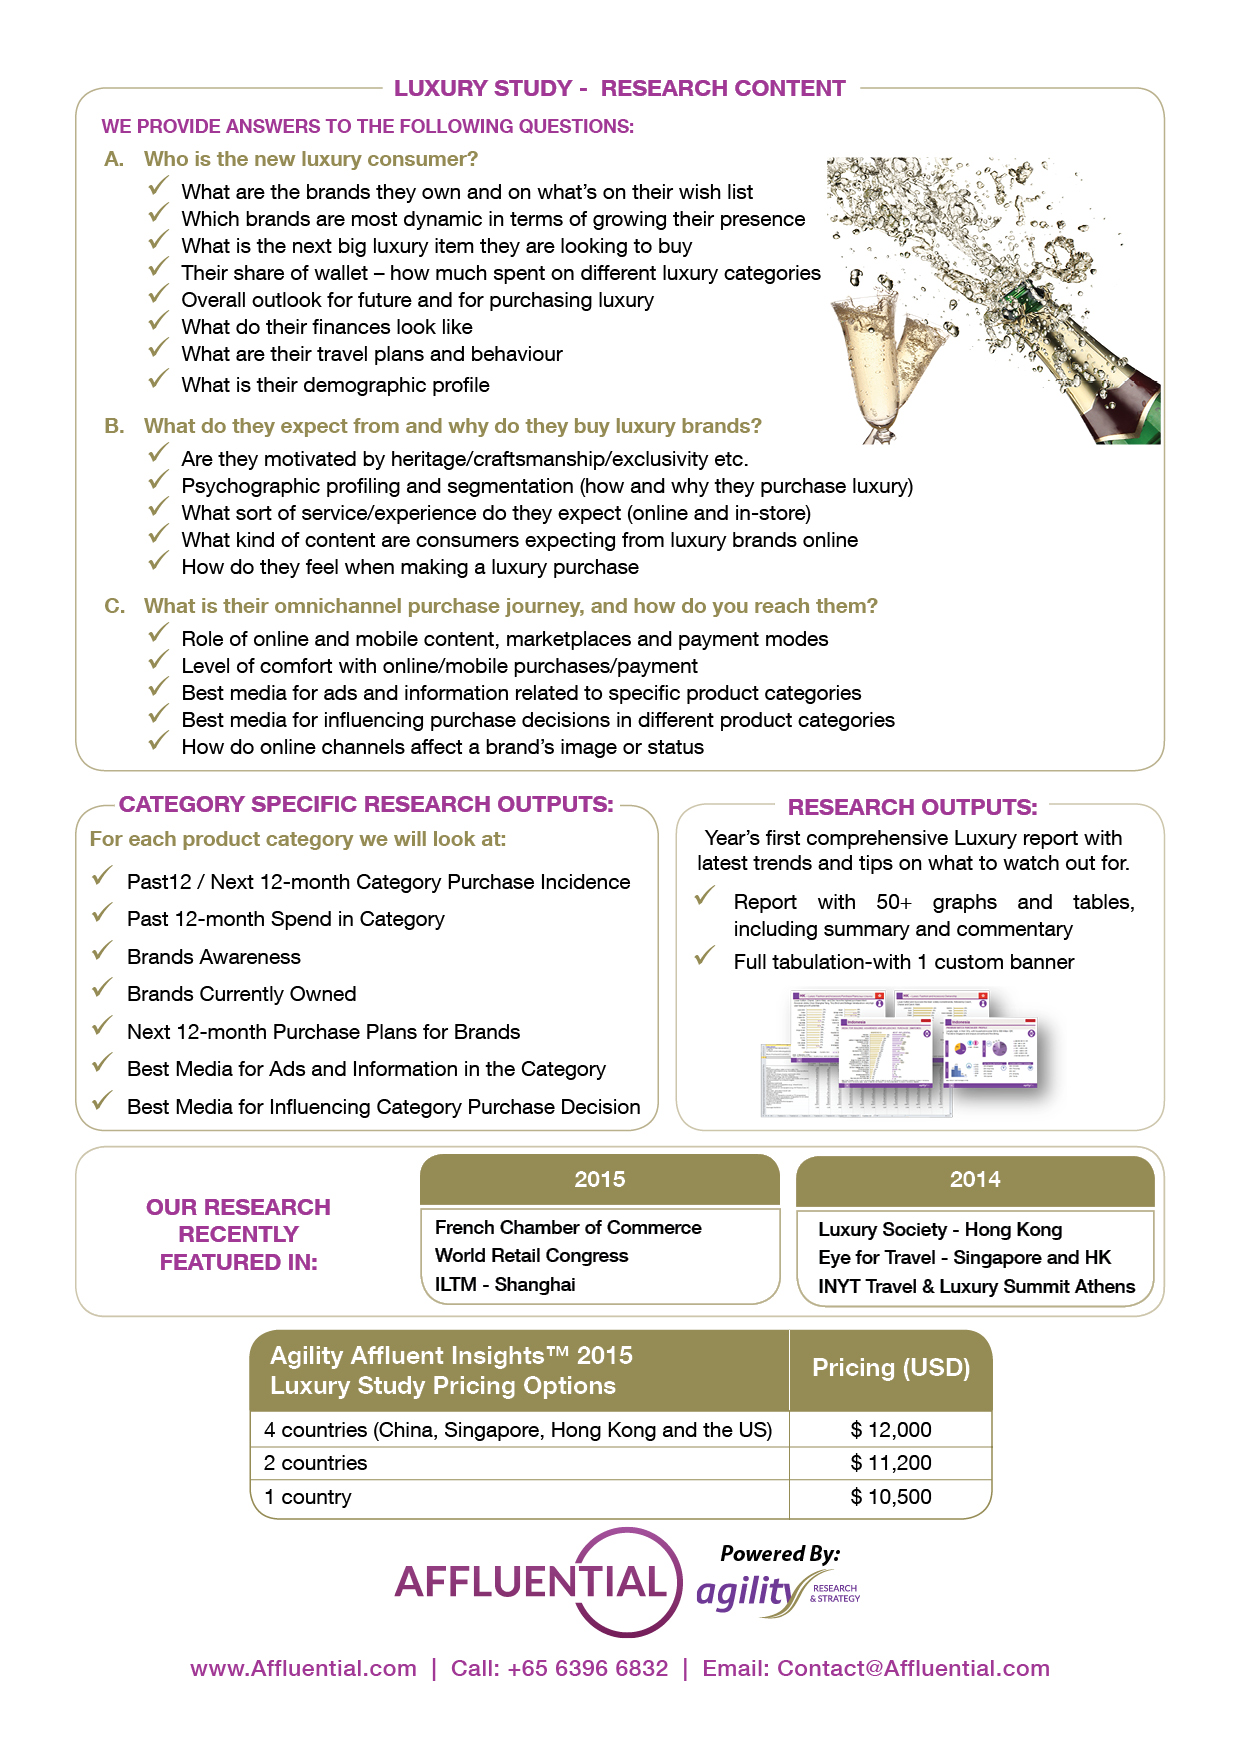 LUXURY STUDY - RESEARCH CONTENT
WE PROVIDE ANSWERS TO THE FOLLOWING QUESTIONS:
A. Who is the new luxury consumer?
What are the brands they own and on what's on their wish list
Which brands are most dynamic in terms of growing their presence
What is the next big luxury item they are looking to buy
Their share of wallet – how much spent on different luxury categories
Overall outlook for future and for purchasing luxury
What do their finances look like
What are their travel plans and behaviour
What is their demographic profile
B. What do they expect from and why do they buy luxury brands?
Are they motivated by heritage/craftsmanship/exclusivity etc.
Psychographic profiling and segmentation (how and why they purchase luxury)
What sort of service/experience do they expect (online and in-store)
What kind of content are consumers expecting from luxury brands online
How do they feel when making a luxury purchase
C. What is their omnichannel purchase journey, and how do you reach them?
Role of online and mobile content, marketplaces and payment modes
Level of comfort with online/mobile purchases/payment
Best media for ads and information related to specific product categories
Best media for influencing purchase decisions in different product categories
How do online channels affect a brand's image or status
CATEGORY SPECIFIC RESEARCH OUTPUTS:
For each product category we will look at:
Past12 / Next 12-month Category Purchase Incidence
Past 12-month Spend in Category
Brands Awareness
Brands Currently Owned
Next 12-month Purchase Plans for Brands
Best Media for Ads and Information in the Category
Best Media for Influencing Category Purchase Decision
RESEARCH OUTPUTS:
Year's first comprehensive Luxury report with
latest trends and tips on what to watch out for.
Report with 50+ graphs and tables,
including summary and commentary
Full tabulation-with 1 custom banner
OUR RESEARCH
RECENTLY
FEATURED IN:
2015
French Chamber of Commerce
World Retail Congress
ILTM - Shanghai
2014
Luxury Society - Hong Kong
Eye for Travel - Singapore and HK
INYT Travel & Luxury Summit Athens
Agility Affluent Insights™ 2015
Luxury Study Pricing Options
Pricing (USD)
4 countries (China, Singapore, Hong Kong and the US) $ 12,000
2 countries $ 11,200
1 country $ 10,500
AFFLUENTIAL
Powered By:
agility RESEARCH
& STRATEGY
www.Affluential.com | Call: +65 6396 6832 | Email: Contact@Affluential.com